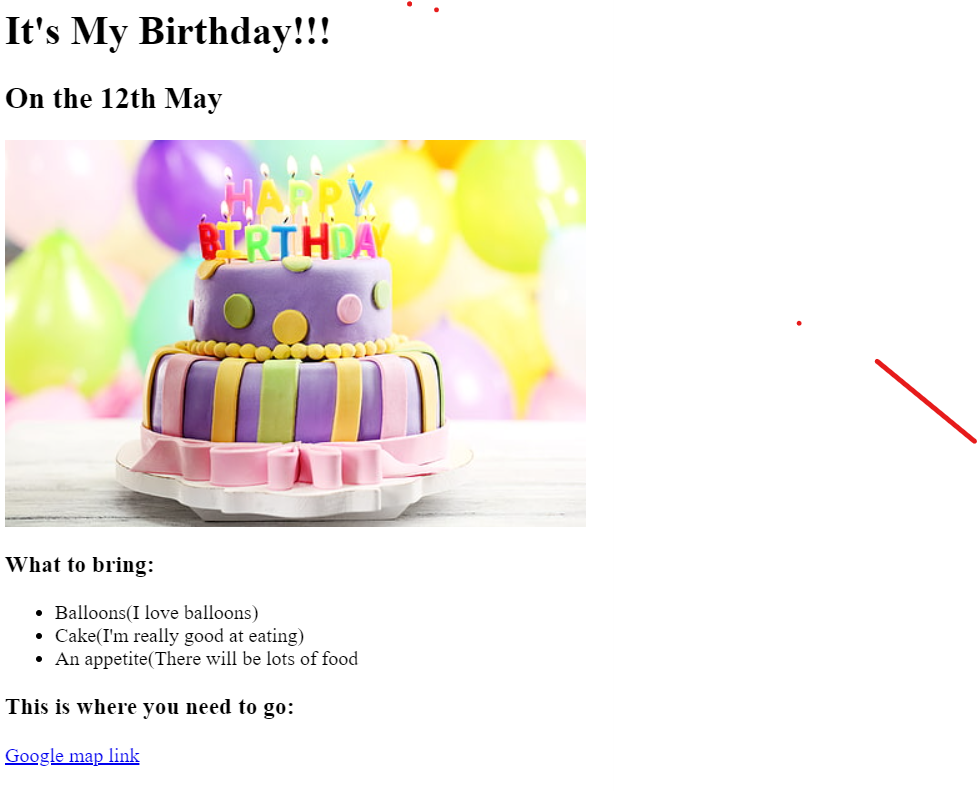 It's My Birthday!!!
On the 12th May
HAPPY
BIRTHDAY
What to bring:
Balloons(I love balloons)
Cake(I'm really good at eating)
An appetite(There will be lots of food
This is where you need to go:
Google map link